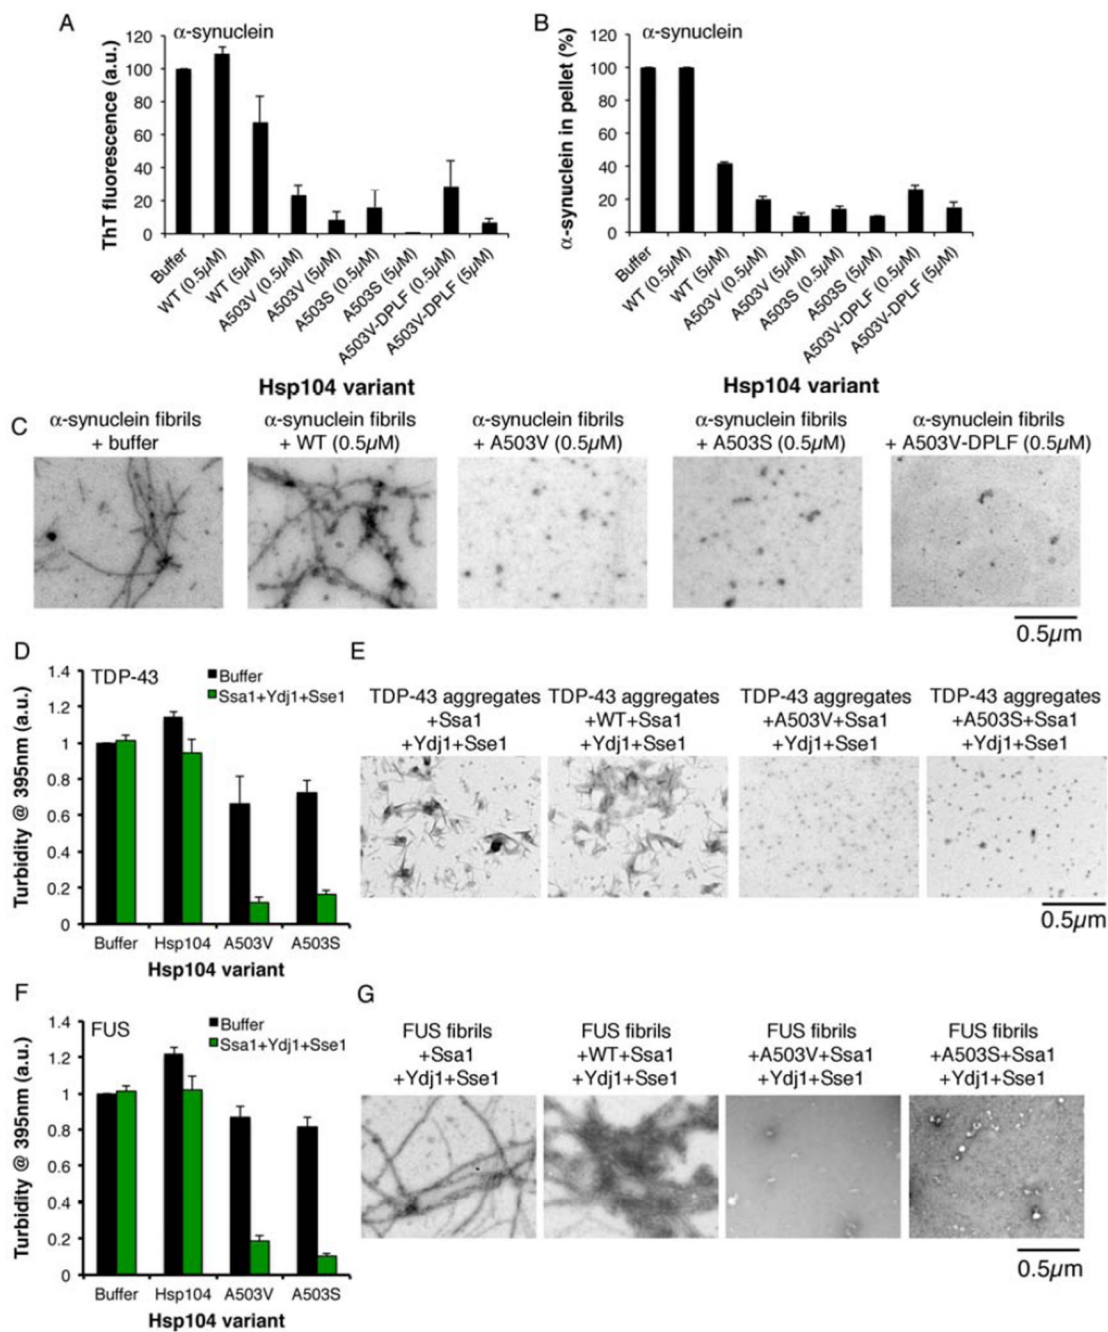 A
α-synuclein
ThT fluorescence (a.u.)
120
100
80
60
40
20
0
Buffer
WT (0.5µM)
WT (5µM)
A503V (0.5µM)
A503V (5µM)
A503S (0.5µM)
A503S (5µM)
A503V-DPLF (0.5µM)
A503V-DPLF (5µM)
Hsp104 variant
B
α-synuclein
α-synuclein in pellet (%)
120
100
80
60
40
20
0
Buffer
WT (0.5µM)
WT (5µM)
A503V (0.5µM)
A503V (5µM)
A503S (0.5µM)
A503S (5µM)
A503V-DPLF (0.5µM)
A503V-DPLF (5µM)
Hsp104 variant
C
α-synuclein fibrils
+ buffer
α-synuclein fibrils
+ WT (0.5µM)
α-synuclein fibrils
+ A503V (0.5µM)
α-synuclein fibrils
+ A503S (0.5µM)
α-synuclein fibrils
+ A503V-DPLF (0.5µM)
0.5µm
D
TDP-43
Buffer
Ssa1+Ydj1+Sse1
Turbidity @ 395nm (a.u.)
1.4
1.2
1
0.8
0.6
0.4
0.2
0
Buffer
Hsp104
A503V
A503S
Hsp104 variant
E
TDP-43 aggregates
+Ssa1
+Ydj1+Sse1
TDP-43 aggregates
+WT+Ssa1
+Ydj1+Sse1
TDP-43 aggregates
+A503V+Ssa1
+Ydj1+Sse1
TDP-43 aggregates
+A503S+Ssa1
+Ydj1+Sse1
0.5µm
F
FUS
Buffer
Ssa1+Ydj1+Sse1
Turbidity @ 395nm (a.u.)
1.4
1.2
1
0.8
0.6
0.4
0.2
0
Buffer
Hsp104
A503V
A503S
Hsp104 variant
G
FUS fibrils
+Ssa1
+Ydj1+Sse1
FUS fibrils
+WT+Ssa1
+Ydj1+Sse1
FUS fibrils
+A503V+Ssa1
+Ydj1+Sse1
FUS fibrils
+A503S+Ssa1
+Ydj1+Sse1
0.5µm